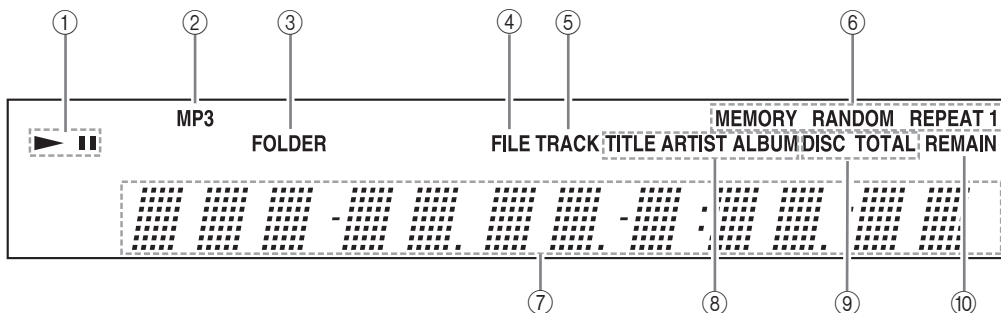 ① ② ③ ④ ⑤ ⑥
MP3 MEMORY RANDOM REPEAT 1
FOLDER FILE TRACK TITLE ARTIST ALBUM DISC TOTAL REMAIN
⑦ ⑧ ⑨ ⑩